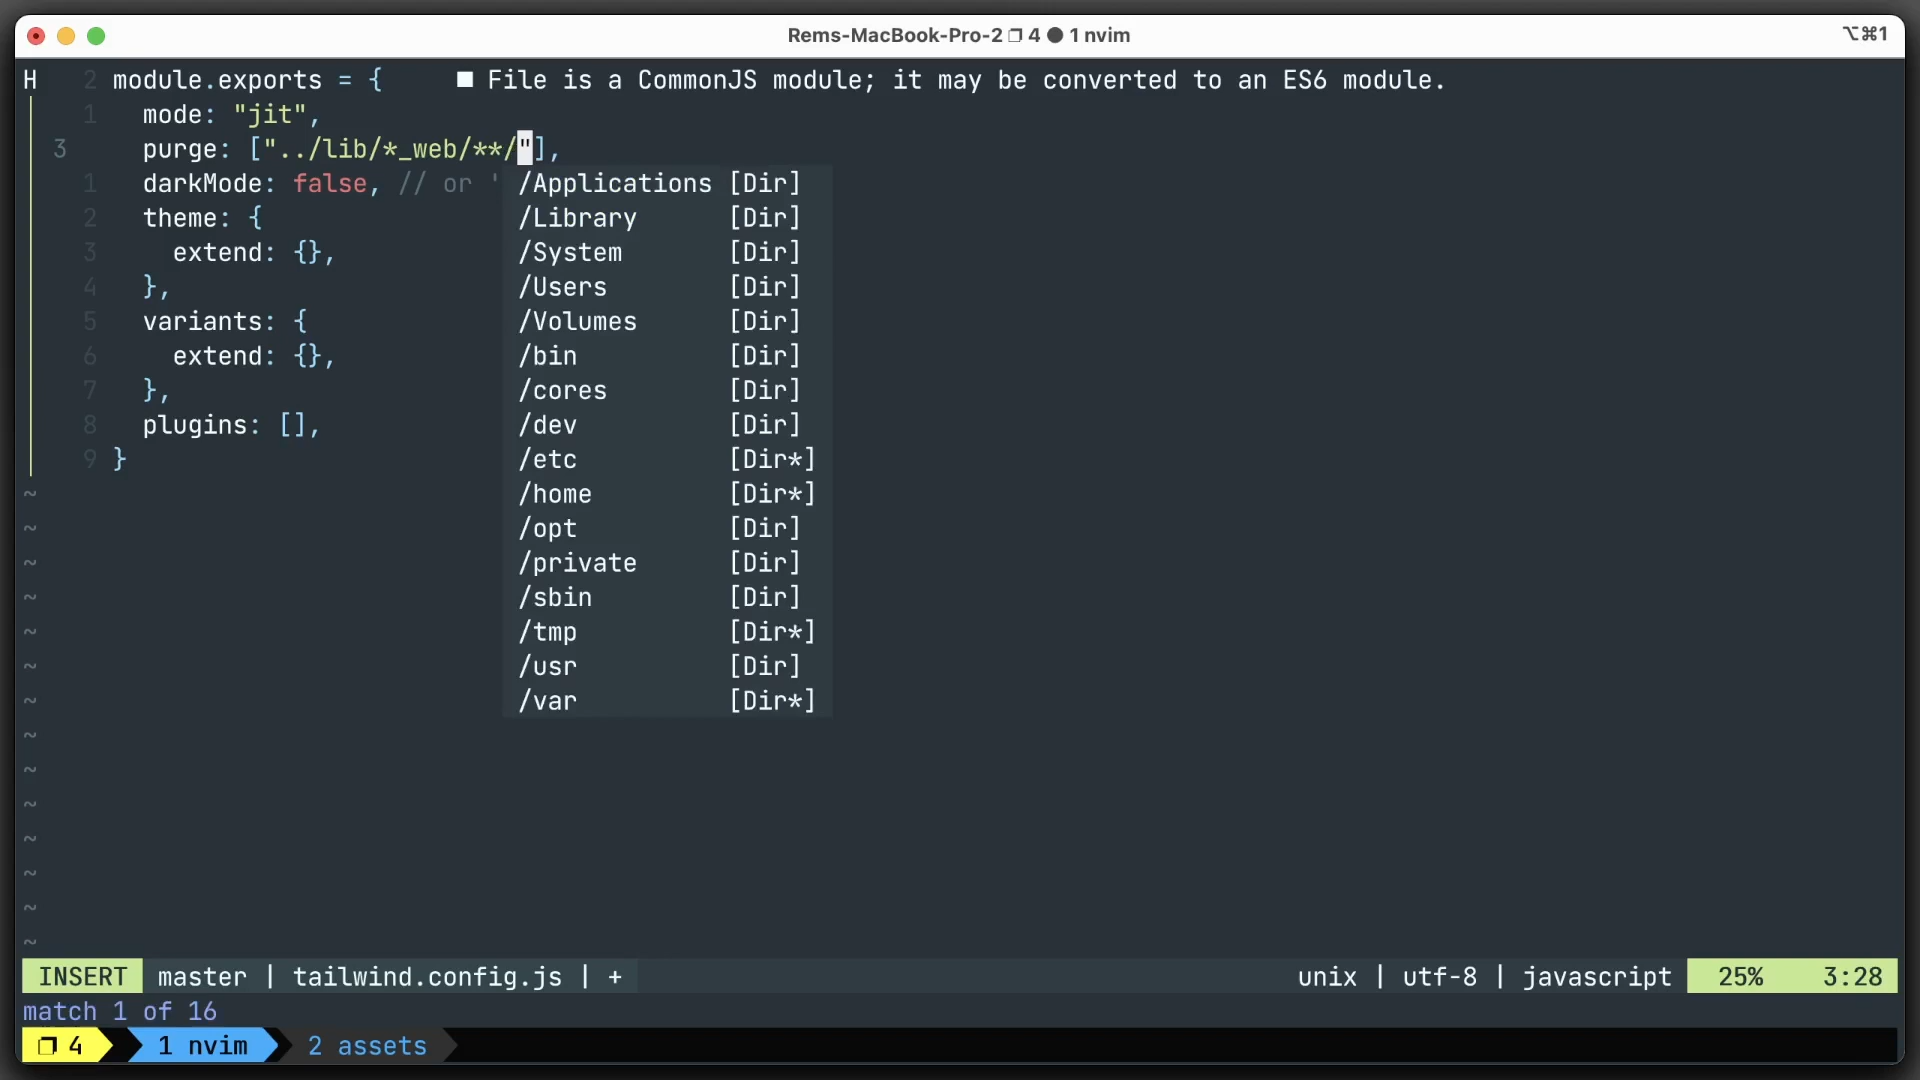 Rems-MacBook-Pro-2 ❐ 4 ● 1 nvim
⌥⌘1
H 2 module.exports = { ■ File is a CommonJS module; it may be converted to an ES6 module.
1 mode: "jit",
3 purge: ["../lib/*_web/**/"],
1 darkMode: false, // or ' /Applications [Dir]
2 theme: { /Library [Dir]
3 extend: {}, /System [Dir]
4 }, /Users [Dir]
5 variants: { /Volumes [Dir]
6 extend: {}, /bin [Dir]
7 }, /cores [Dir]
8 plugins: [], /dev [Dir]
9 } /etc [Dir*]
~ /home [Dir*]
~ /opt [Dir]
~ /private [Dir]
~ /sbin [Dir]
~ /tmp [Dir*]
~ /usr [Dir]
~ /var [Dir*]
~
~
~
~
~
~
~
INSERT master | tailwind.config.js | + unix | utf-8 | javascript 25% 3:28
match 1 of 16
❐ 4 1 nvim 2 assets